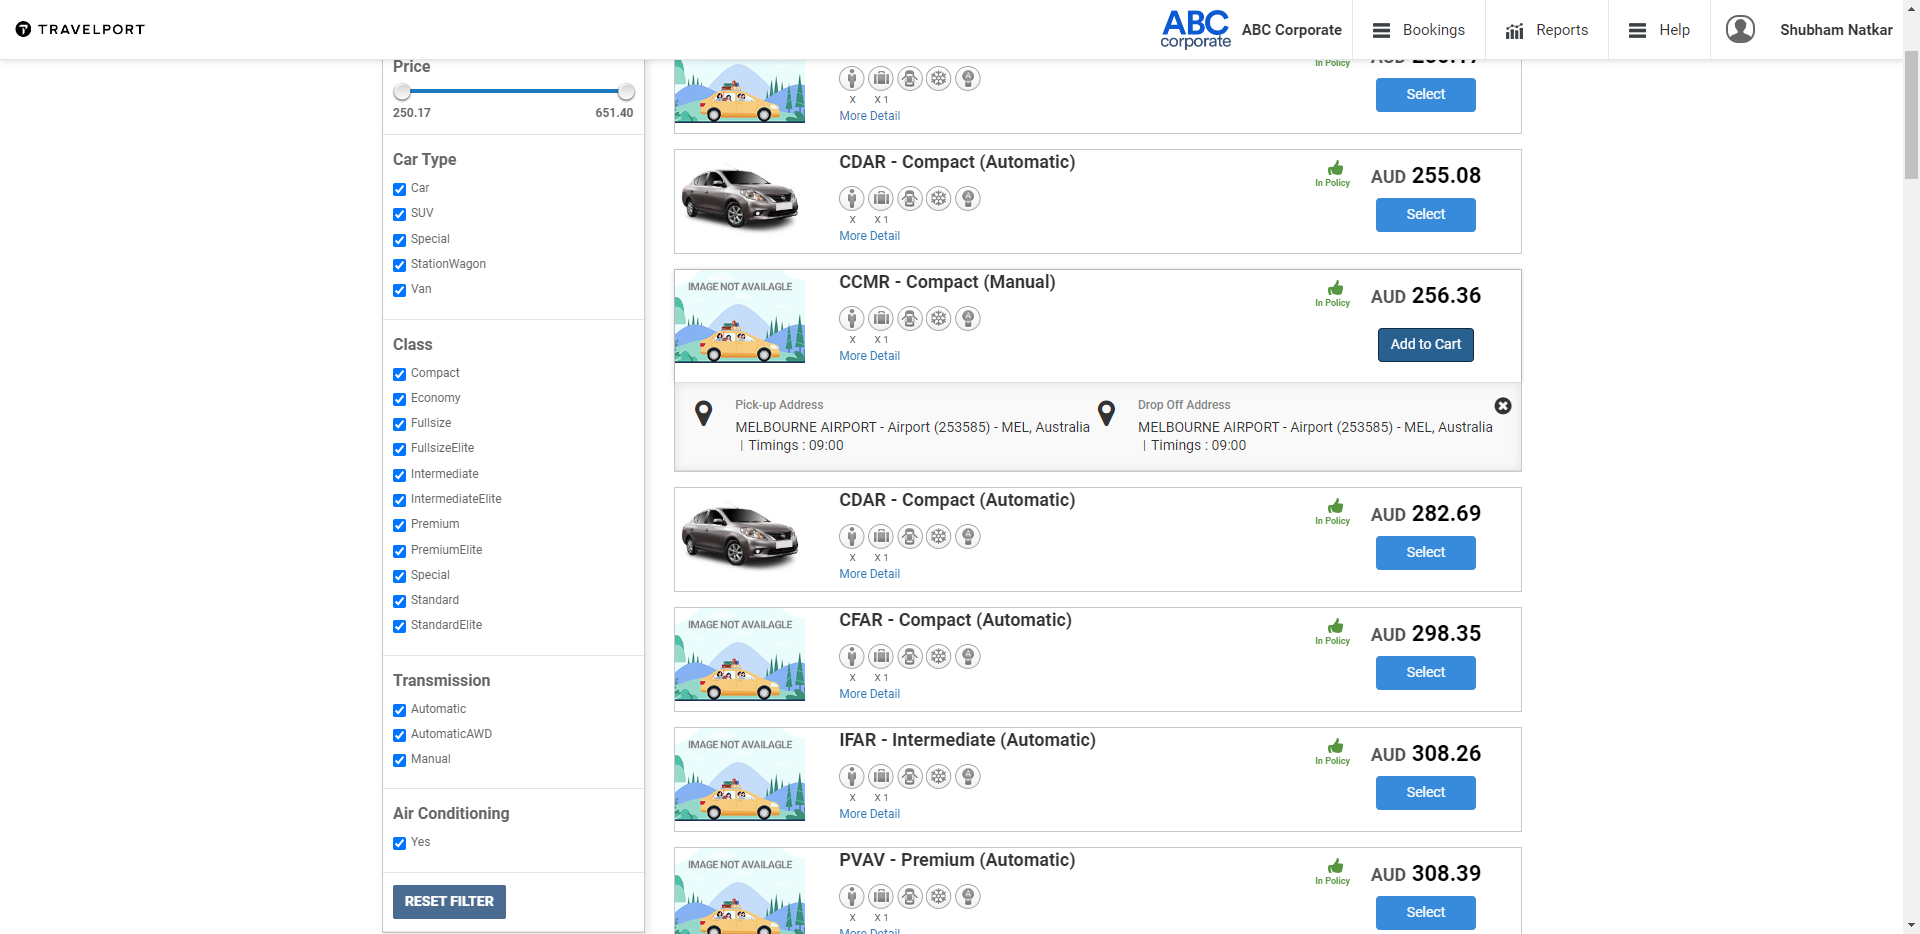 TRAVELPORT
ABC
corporate
ABC Corporate
Bookings
Reports
Help
Shubham Natkar
Price
250.17
651.40
Car Type
Car
SUV
Special
StationWagon
Van
Class
Compact
Economy
Fullsize
FullsizeElite
Intermediate
IntermediateElite
Premium
PremiumElite
Special
Standard
StandardElite
Transmission
Automatic
AutomaticAWD
Manual
Air Conditioning
Yes
RESET FILTER
In Policy
X X 1
More Detail
Select
CDAR - Compact (Automatic)
X X 1
More Detail
In Policy
AUD 255.08
Select
IMAGE NOT AVAILAGLE
CCMR - Compact (Manual)
X X 1
More Detail
In Policy
AUD 256.36
Add to Cart
Pick-up Address
MELBOURNE AIRPORT - Airport (253585) - MEL, Australia
| Timings : 09:00
Drop Off Address
MELBOURNE AIRPORT - Airport (253585) - MEL, Australia
| Timings : 09:00
CDAR - Compact (Automatic)
X X 1
More Detail
In Policy
AUD 282.69
Select
IMAGE NOT AVAILAGLE
CFAR - Compact (Automatic)
X X 1
More Detail
In Policy
AUD 298.35
Select
IMAGE NOT AVAILAGLE
IFAR - Intermediate (Automatic)
X X 1
More Detail
In Policy
AUD 308.26
Select
IMAGE NOT AVAILAGLE
PVAV - Premium (Automatic)
X X 1
More Detail
In Policy
AUD 308.39
Select